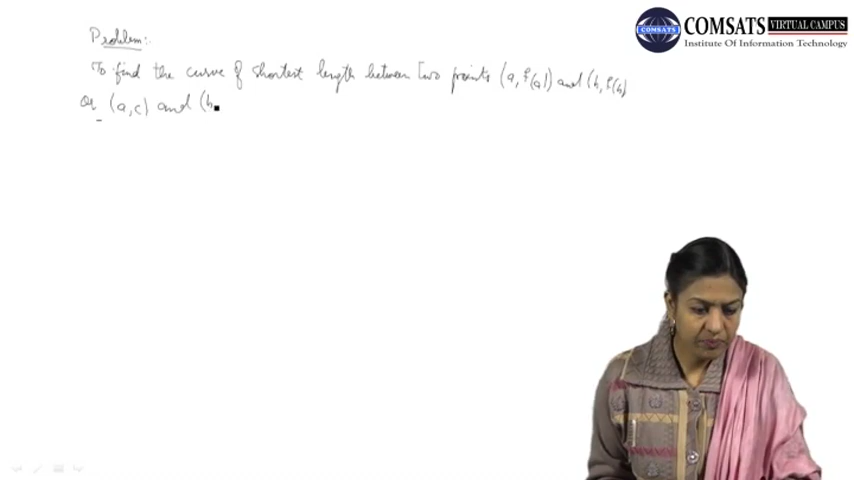 COMSATS VIRTUAL CAMPUS
COMSATS
Institute Of Information Technology
Problem:-
To find the curve of shortest length between two points (a, f(a)) and (b, f(b)
or (a, c) and (b